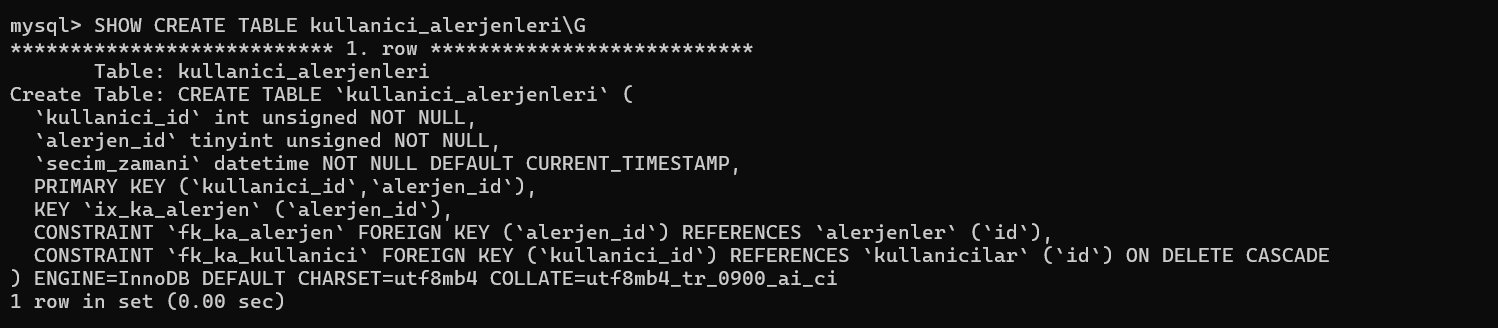 mysql> SHOW CREATE TABLE kullanici_alerjenleri\G
*************************** 1. row ***************************
       Table: kullanici_alerjenleri
Create Table: CREATE TABLE `kullanici_alerjenleri` (
  `kullanici_id` int unsigned NOT NULL,
  `alerjen_id` tinyint unsigned NOT NULL,
  `secim_zamani` datetime NOT NULL DEFAULT CURRENT_TIMESTAMP,
  PRIMARY KEY (`kullanici_id`,`alerjen_id`),
  KEY `ix_ka_alerjen` (`alerjen_id`),
  CONSTRAINT `fk_ka_alerjen` FOREIGN KEY (`alerjen_id`) REFERENCES `alerjenler` (`id`),
  CONSTRAINT `fk_ka_kullanici` FOREIGN KEY (`kullanici_id`) REFERENCES `kullanicilar` (`id`) ON DELETE CASCADE
) ENGINE=InnoDB DEFAULT CHARSET=utf8mb4 COLLATE=utf8mb4_tr_0900_ai_ci
1 row in set (0.00 sec)